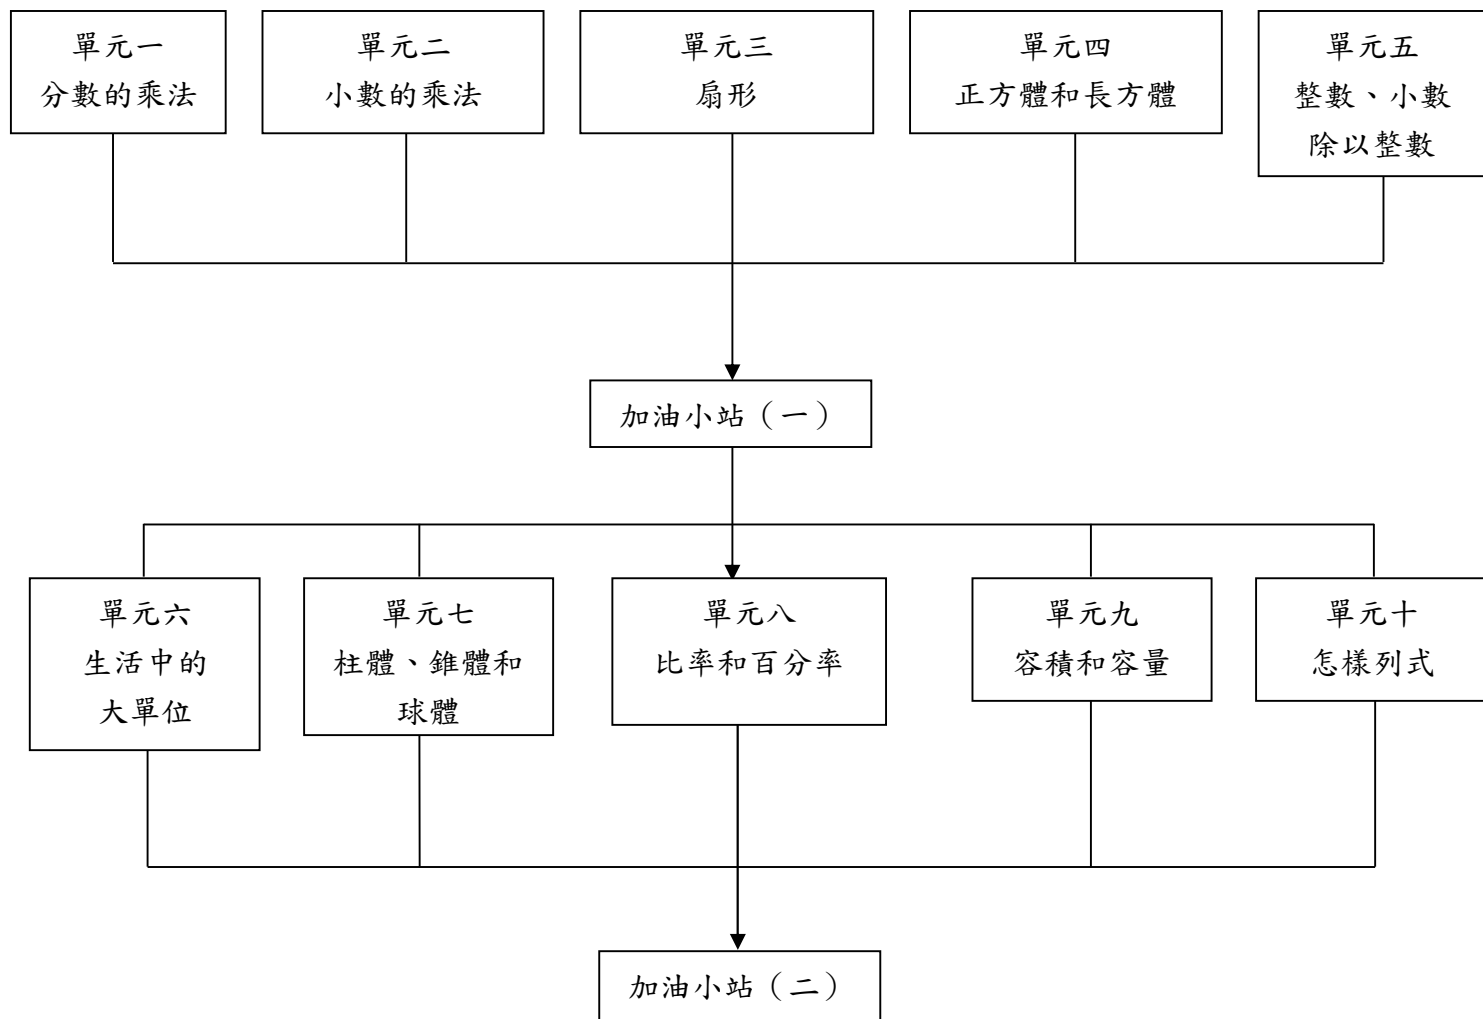 單元一
分數的乘法
單元二
小數的乘法
單元三
扇形
單元四
正方體和長方體
單元五
整數、小數
除以整數
加油小站（一）
單元六
生活中的
大單位
單元七
柱體、錐體和
球體
單元八
比率和百分率
單元九
容積和容量
單元十
怎樣列式
加油小站（二）